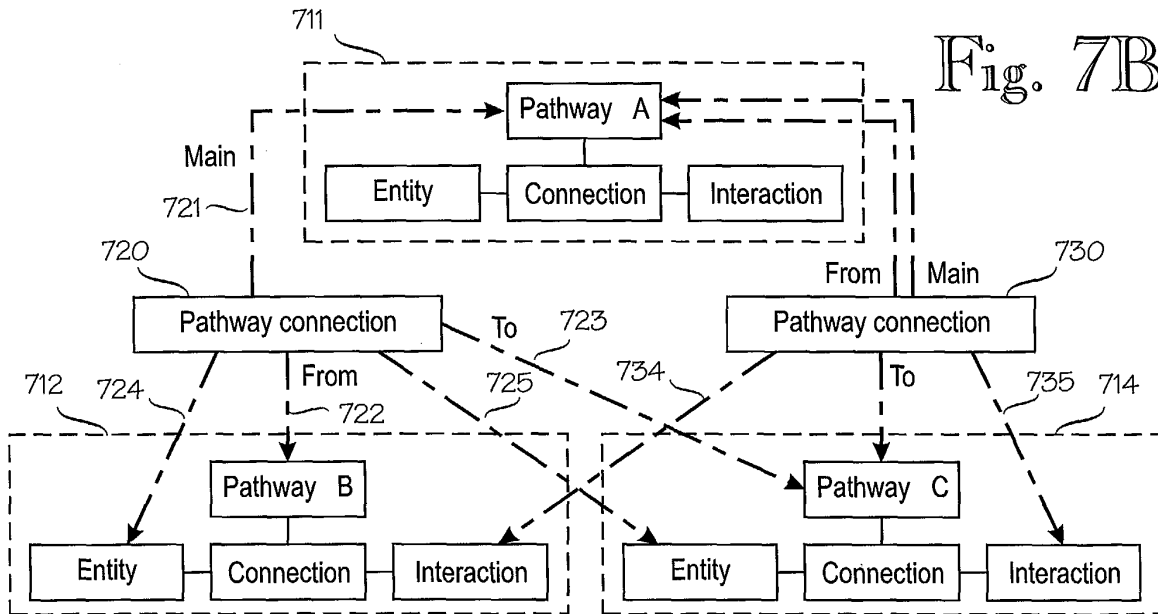 711
Fig. 7B
Pathway A
Main
Entity
Connection
Interaction
721
720
From
Main
730
Pathway connection
Pathway connection
To
723
712
724
From
722
725
734
To
735
714
Pathway B
Pathway C
Entity
Connection
Interaction
Entity
Connection
Interaction